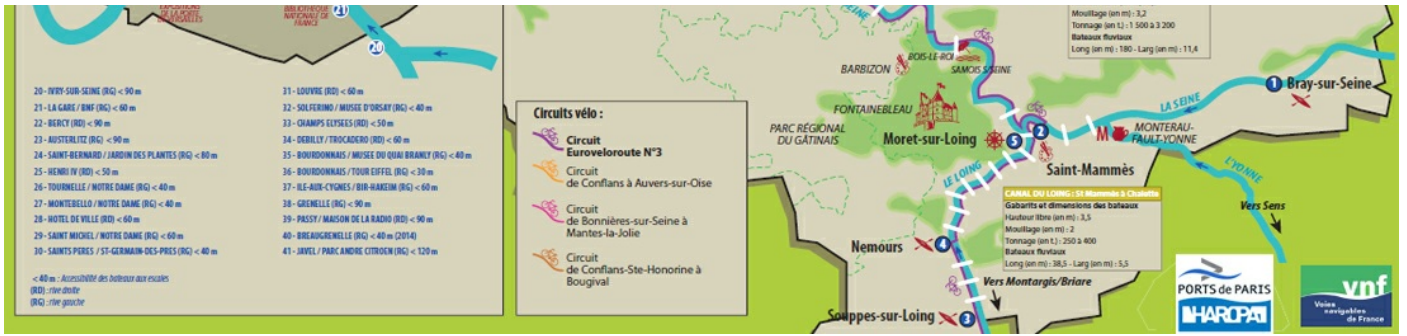 EXPOSITIONS
DE LA PORTE
DE VERSAILLES
BIBLIOTHÈQUE
NATIONALE DE
FRANCE
21
20
20 - IVRY-SUR-SEINE (RG) < 90 m
21 - LA GARE / BNF (RG) < 60 m
22 - BERCY (RD) < 90 m
23 - AUSTERLITZ (RG) < 90 m
24 - SAINT-BERNARD / JARDIN DES PLANTES (RG) < 80 m
25 - HENRI IV (RD) < 50 m
26 - TOURNELLE / NOTRE DAME (RG) < 40 m
27 - MONTEBELLO / NOTRE DAME (RG) < 40 m
28 - HOTEL DE VILLE (RD) < 60 m
29 - SAINT MICHEL / NOTRE DAME (RG) < 60 m
30 - SAINTS PERES / ST-GERMAIN-DES-PRES (RG) < 40 m
31 - LOUVRE (RD) < 60 m
32 - SOLFERINO / MUSEE D'ORSAY (RG) < 40 m
33 - CHAMPS ELYSEES (RD) < 50 m
34 - DEBILLY / TROCADERO (RD) < 60 m
35 - BOURDONNAIS / MUSEE DU QUAI BRANLY (RG) < 40 m
36 - BOURDONNAIS / TOUR EIFFEL (RG) < 30 m
37 - ILE-AUX-CYGNES / BIR-HAKEIM (RG) < 60 m
38 - GRENELLE (RG) < 90 m
39 - PASSY / MAISON DE LA RADIO (RD) < 90 m
40 - BREAUGRENELLE (RG) < 40 m (2014)
41 - JAVEL / PARC ANDRE CITROEN (RG) < 120 m
< 40 m : Accessibilité des bateaux aux escales
(RD) : rive droite
(RG) : rive gauche
Circuits vélo :
Circuit
Euroveloroute N°3
Circuit
de Conflans à Auvers-sur-Oise
Circuit
de Bonnières-sur-Seine à
Mantes-la-Jolie
Circuit
de Conflans-Ste-Honorine à
Bougival
SEINE
Mouillage (en m) : 3,2
Tonnage (en t.) : 1 500 à 3 200
Bateaux fluviaux
Long (en m) : 180 - Larg (en m) : 11,4
BOIS-LE-ROI
BARBIZON
SAMOIS S/SEINE
1
Bray-sur-Seine
LA SEINE
FONTAINEBLEAU
PARC RÉGIONAL
DU GÂTINAIS
Moret-sur-Loing
5
2
M
MONTERAU-
FAULT-YONNE
Saint-Mammès
LE LOING
L'YONNE
CANAL DU LOING : St Mammès à Chalette
Gabarits et dimensions des bateaux
Hauteur libre (en m) : 3,5
Mouillage (en m) : 2
Tonnage (en t.) : 250 à 400
Bateaux fluviaux
Long (en m) : 38,5 - Larg (en m) : 5,5
Vers Sens
Nemours
4
Vers Montargis/Briare
Souppes-sur-Loing
3
PORTS de PARIS
HAROPA
vnf
Voies
navigables
de France